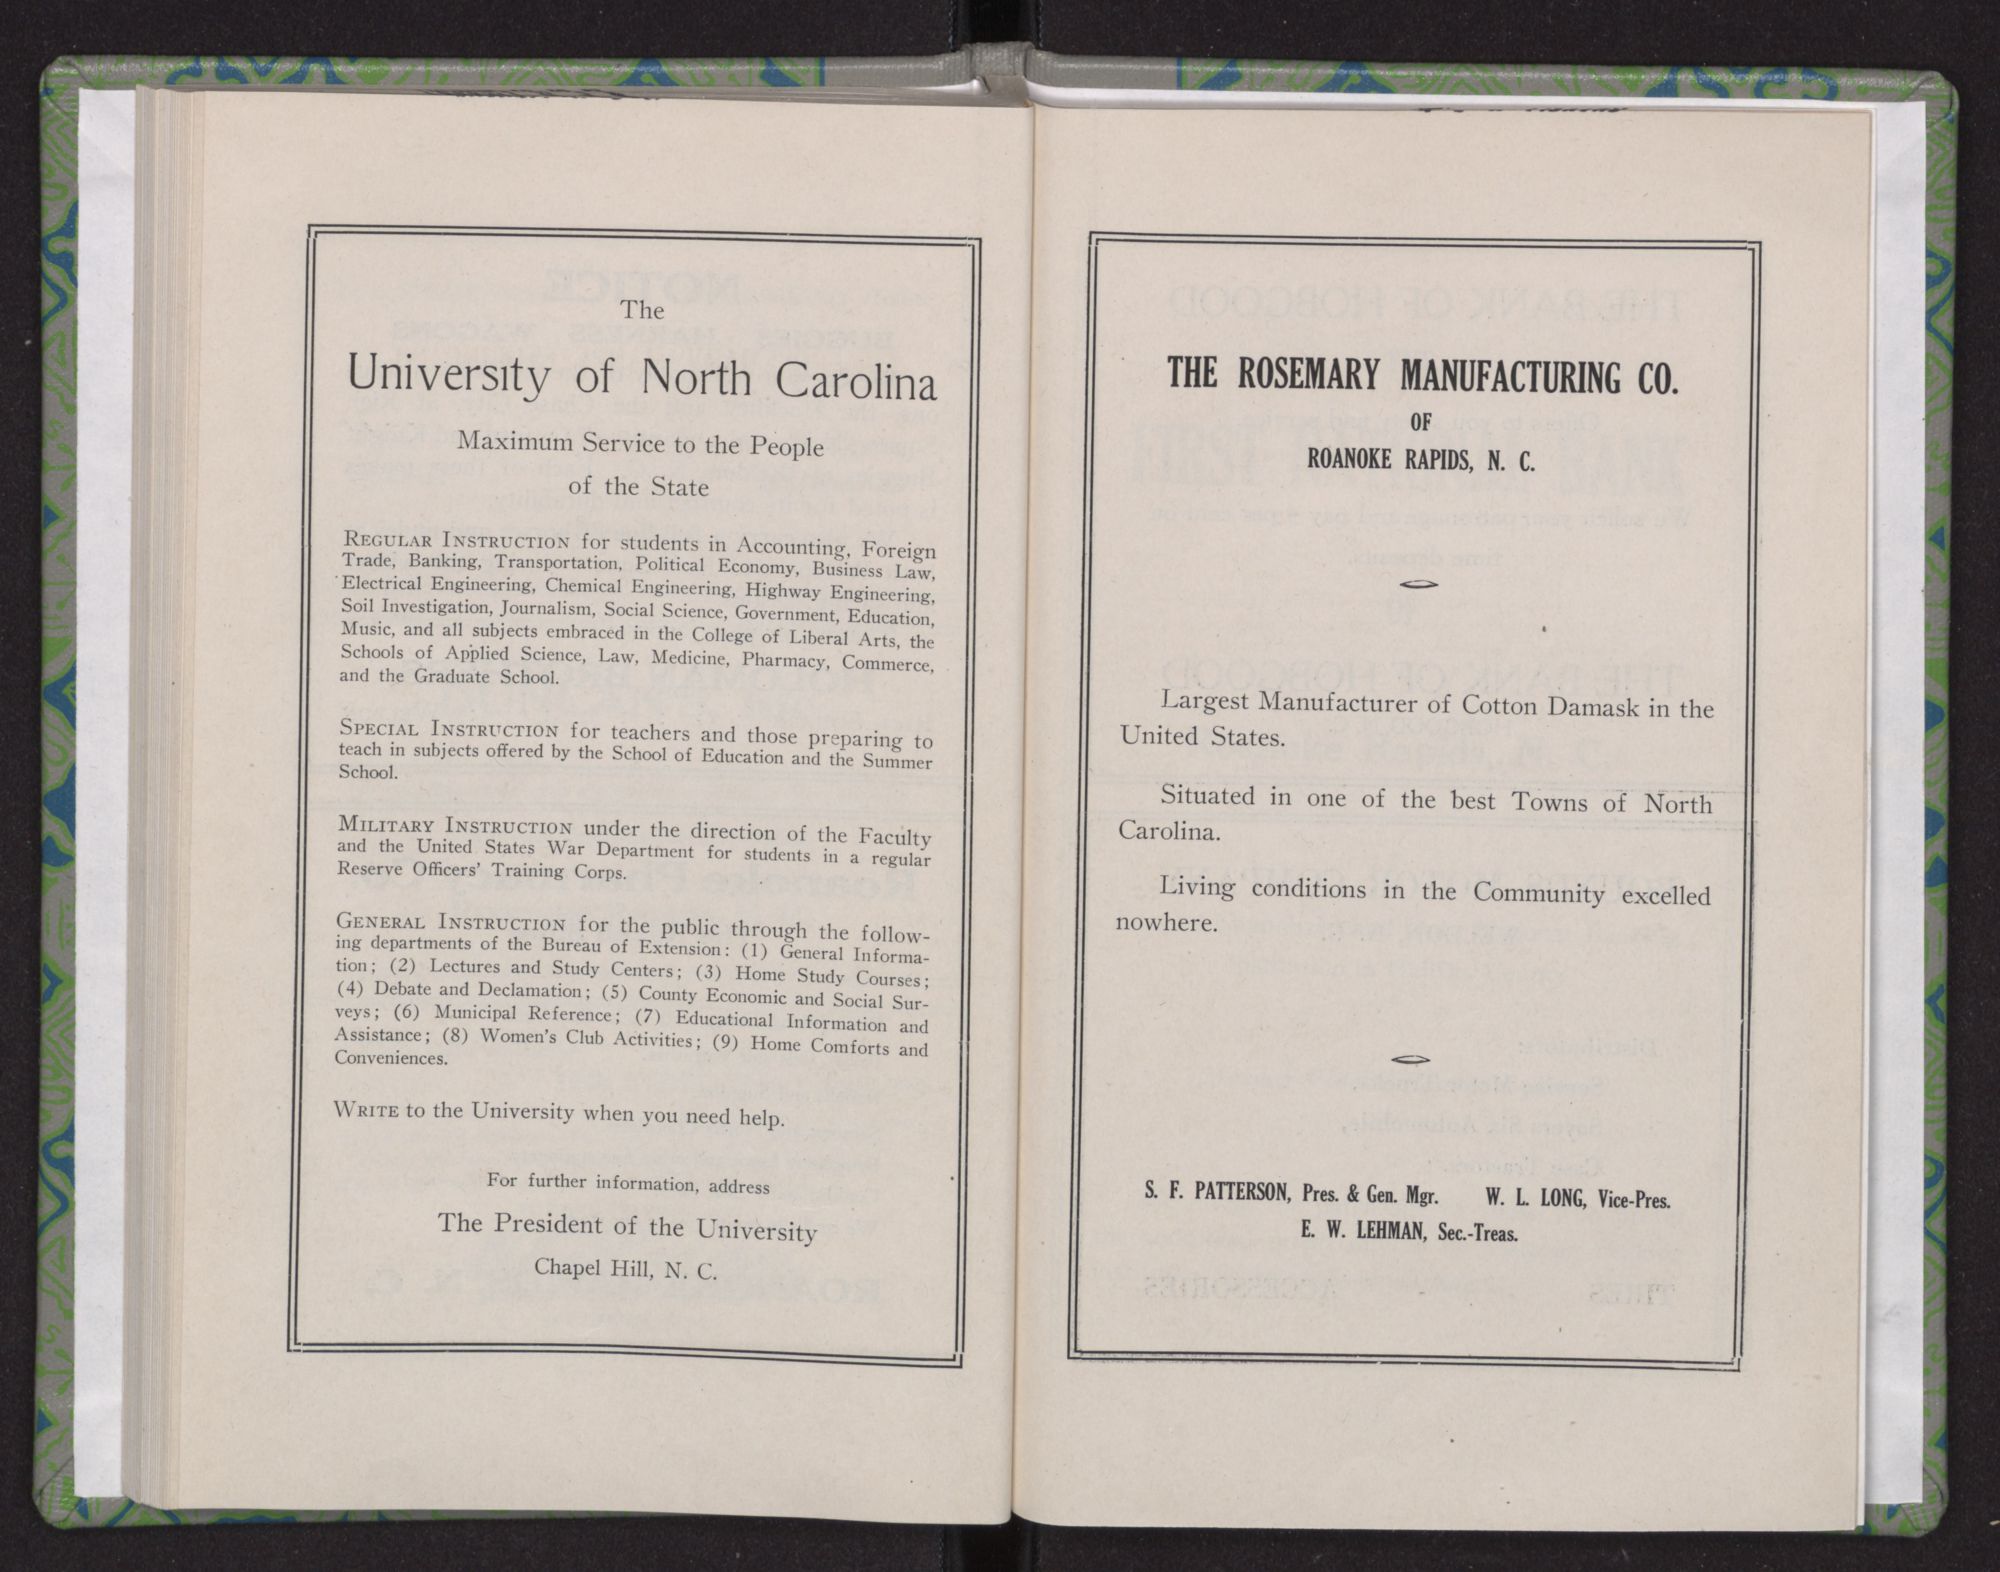 The
University of North Carolina
Maximum Service to the People
of the State
REGULAR INSTRUCTION for students in Accounting, Foreign
Trade, Banking, Transportation, Political Economy, Business Law,
Electrical Engineering, Chemical Engineering, Highway Engineering,
Soil Investigation, Journalism, Social Science, Government, Education,
Music, and all subjects embraced in the College of Liberal Arts, the
Schools of Applied Science, Law, Medicine, Pharmacy, Commerce,
and the Graduate School.
SPECIAL INSTRUCTION for teachers and those preparing to
teach in subjects offered by the School of Education and the Summer
School.
MILITARY INSTRUCTION under the direction of the Faculty
and the United States War Department for students in a regular
Reserve Officers' Training Corps.
GENERAL INSTRUCTION for the public through the follow-
ing departments of the Bureau of Extension: (1) General Informa-
tion; (2) Lectures and Study Centers; (3) Home Study Courses;
(4) Debate and Declamation; (5) County Economic and Social Sur-
veys; (6) Municipal Reference; (7) Educational Information and
Assistance; (8) Women's Club Activities; (9) Home Comforts and
Conveniences.
WRITE to the University when you need help.
For further information, address
The President of the University
Chapel Hill, N. C.
THE ROSEMARY MANUFACTURING CO.
OF
ROANOKE RAPIDS, N. C.
Largest Manufacturer of Cotton Damask in the
United States.
Situated in one of the best Towns of North
Carolina.
Living conditions in the Community excelled
nowhere.
S. F. PATTERSON, Pres. & Gen. Mgr. W. L. LONG, Vice-Pres.
E. W. LEHMAN, Sec.-Treas.